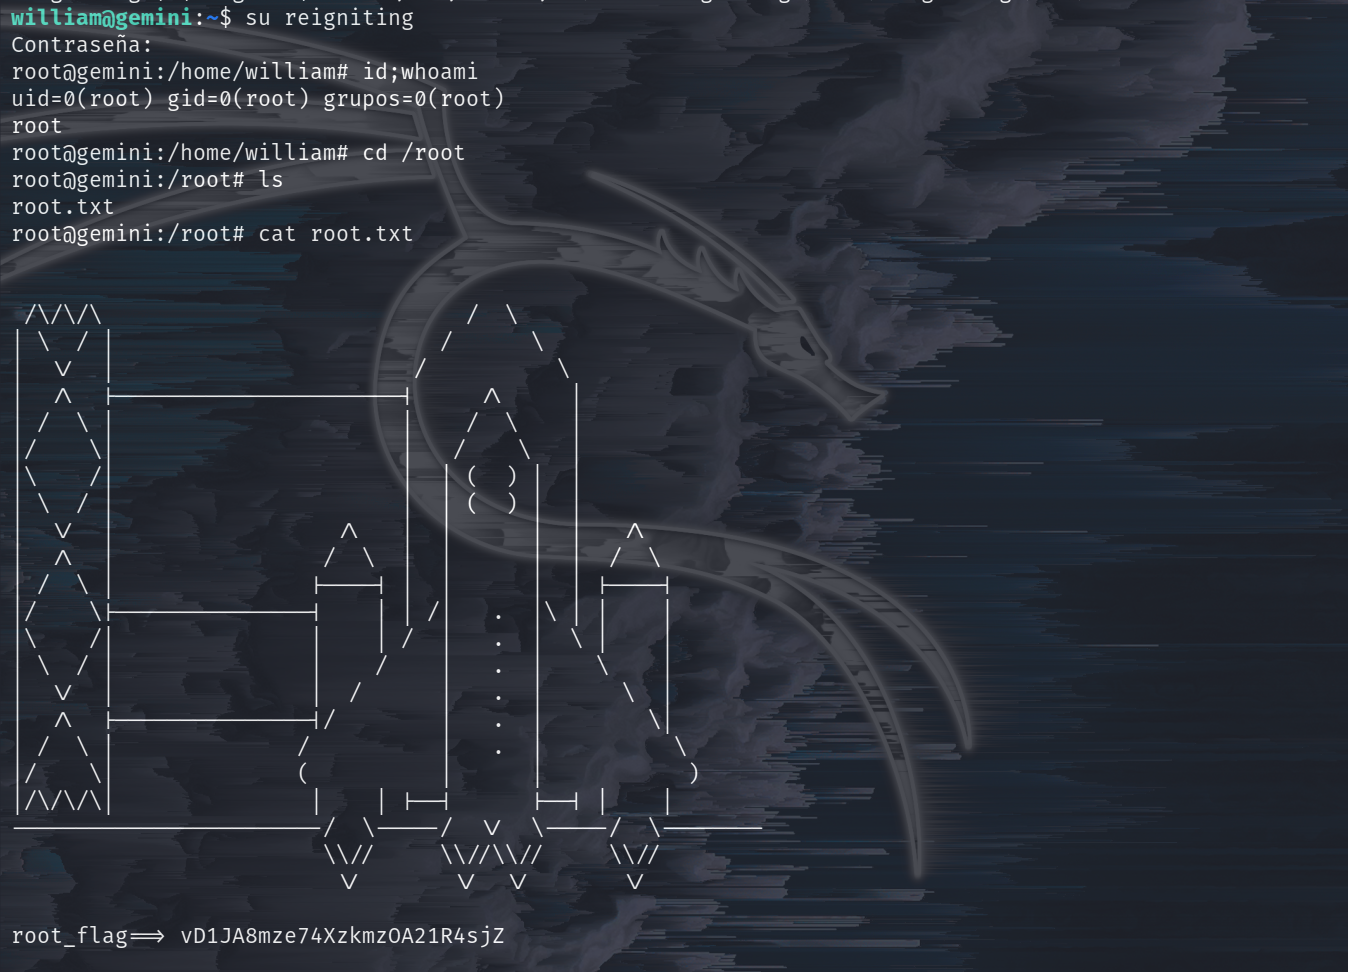 william@gemini:~$ su reigniting
Contraseña:
root@gemini:/home/william# id;whoami
uid=0(root) gid=0(root) grupos=0(root)
root
root@gemini:/home/william# cd /root
root@gemini:/root# ls
root.txt
root@gemini:/root# cat root.txt
root_flag==> vD1JA8mze74XzkmzOA21R4sjZ